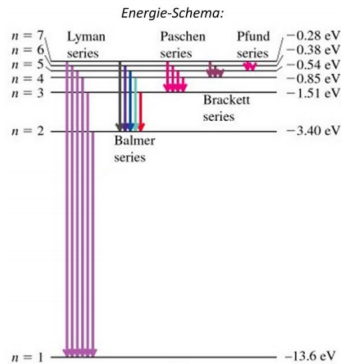 Energie-Schema:
n = 7 Lyman series Paschen series Pfund series −0.28 eV
n = 6 −0.38 eV
n = 5 −0.54 eV
n = 4 −0.85 eV
n = 3 −1.51 eV
Brackett series
n = 2 −3.40 eV
Balmer series
n = 1 −13.6 eV